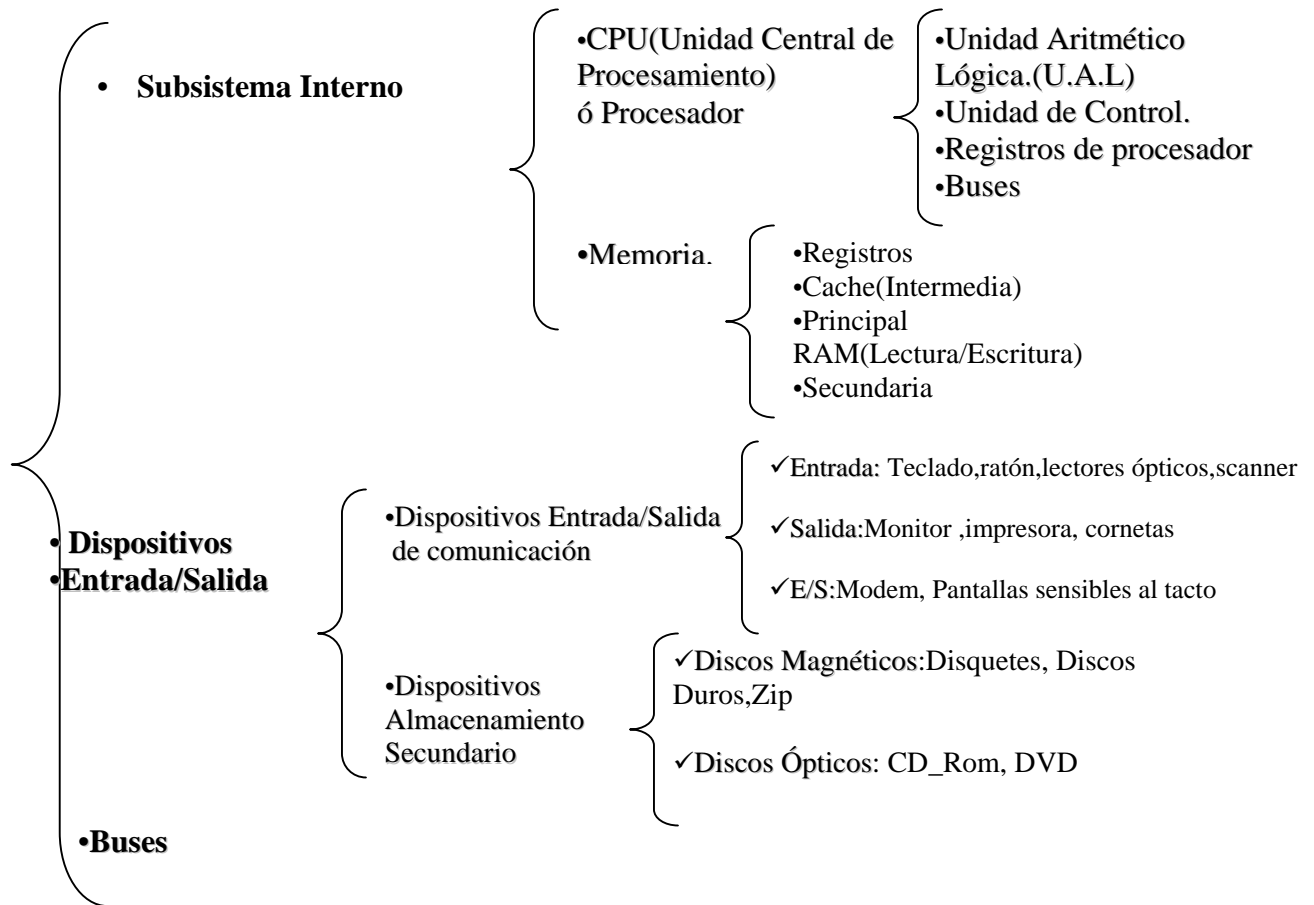 • Subsistema Interno
•CPU(Unidad Central de
Procesamiento)
ó Procesador
•Unidad Aritmético
Lógica.(U.A.L)
•Unidad de Control.
•Registros de procesador
•Buses
•Memoria.
•Registros
•Cache(Intermedia)
•Principal
RAM(Lectura/Escritura)
•Secundaria
• Dispositivos
•Entrada/Salida
•Dispositivos Entrada/Salida
de comunicación
✓Entrada: Teclado,ratón,lectores ópticos,scanner
✓Salida:Monitor ,impresora, cornetas
✓E/S:Modem, Pantallas sensibles al tacto
•Dispositivos
Almacenamiento
Secundario
✓Discos Magnéticos:Disquetes, Discos
Duros,Zip
✓Discos Ópticos: CD_Rom, DVD
•Buses